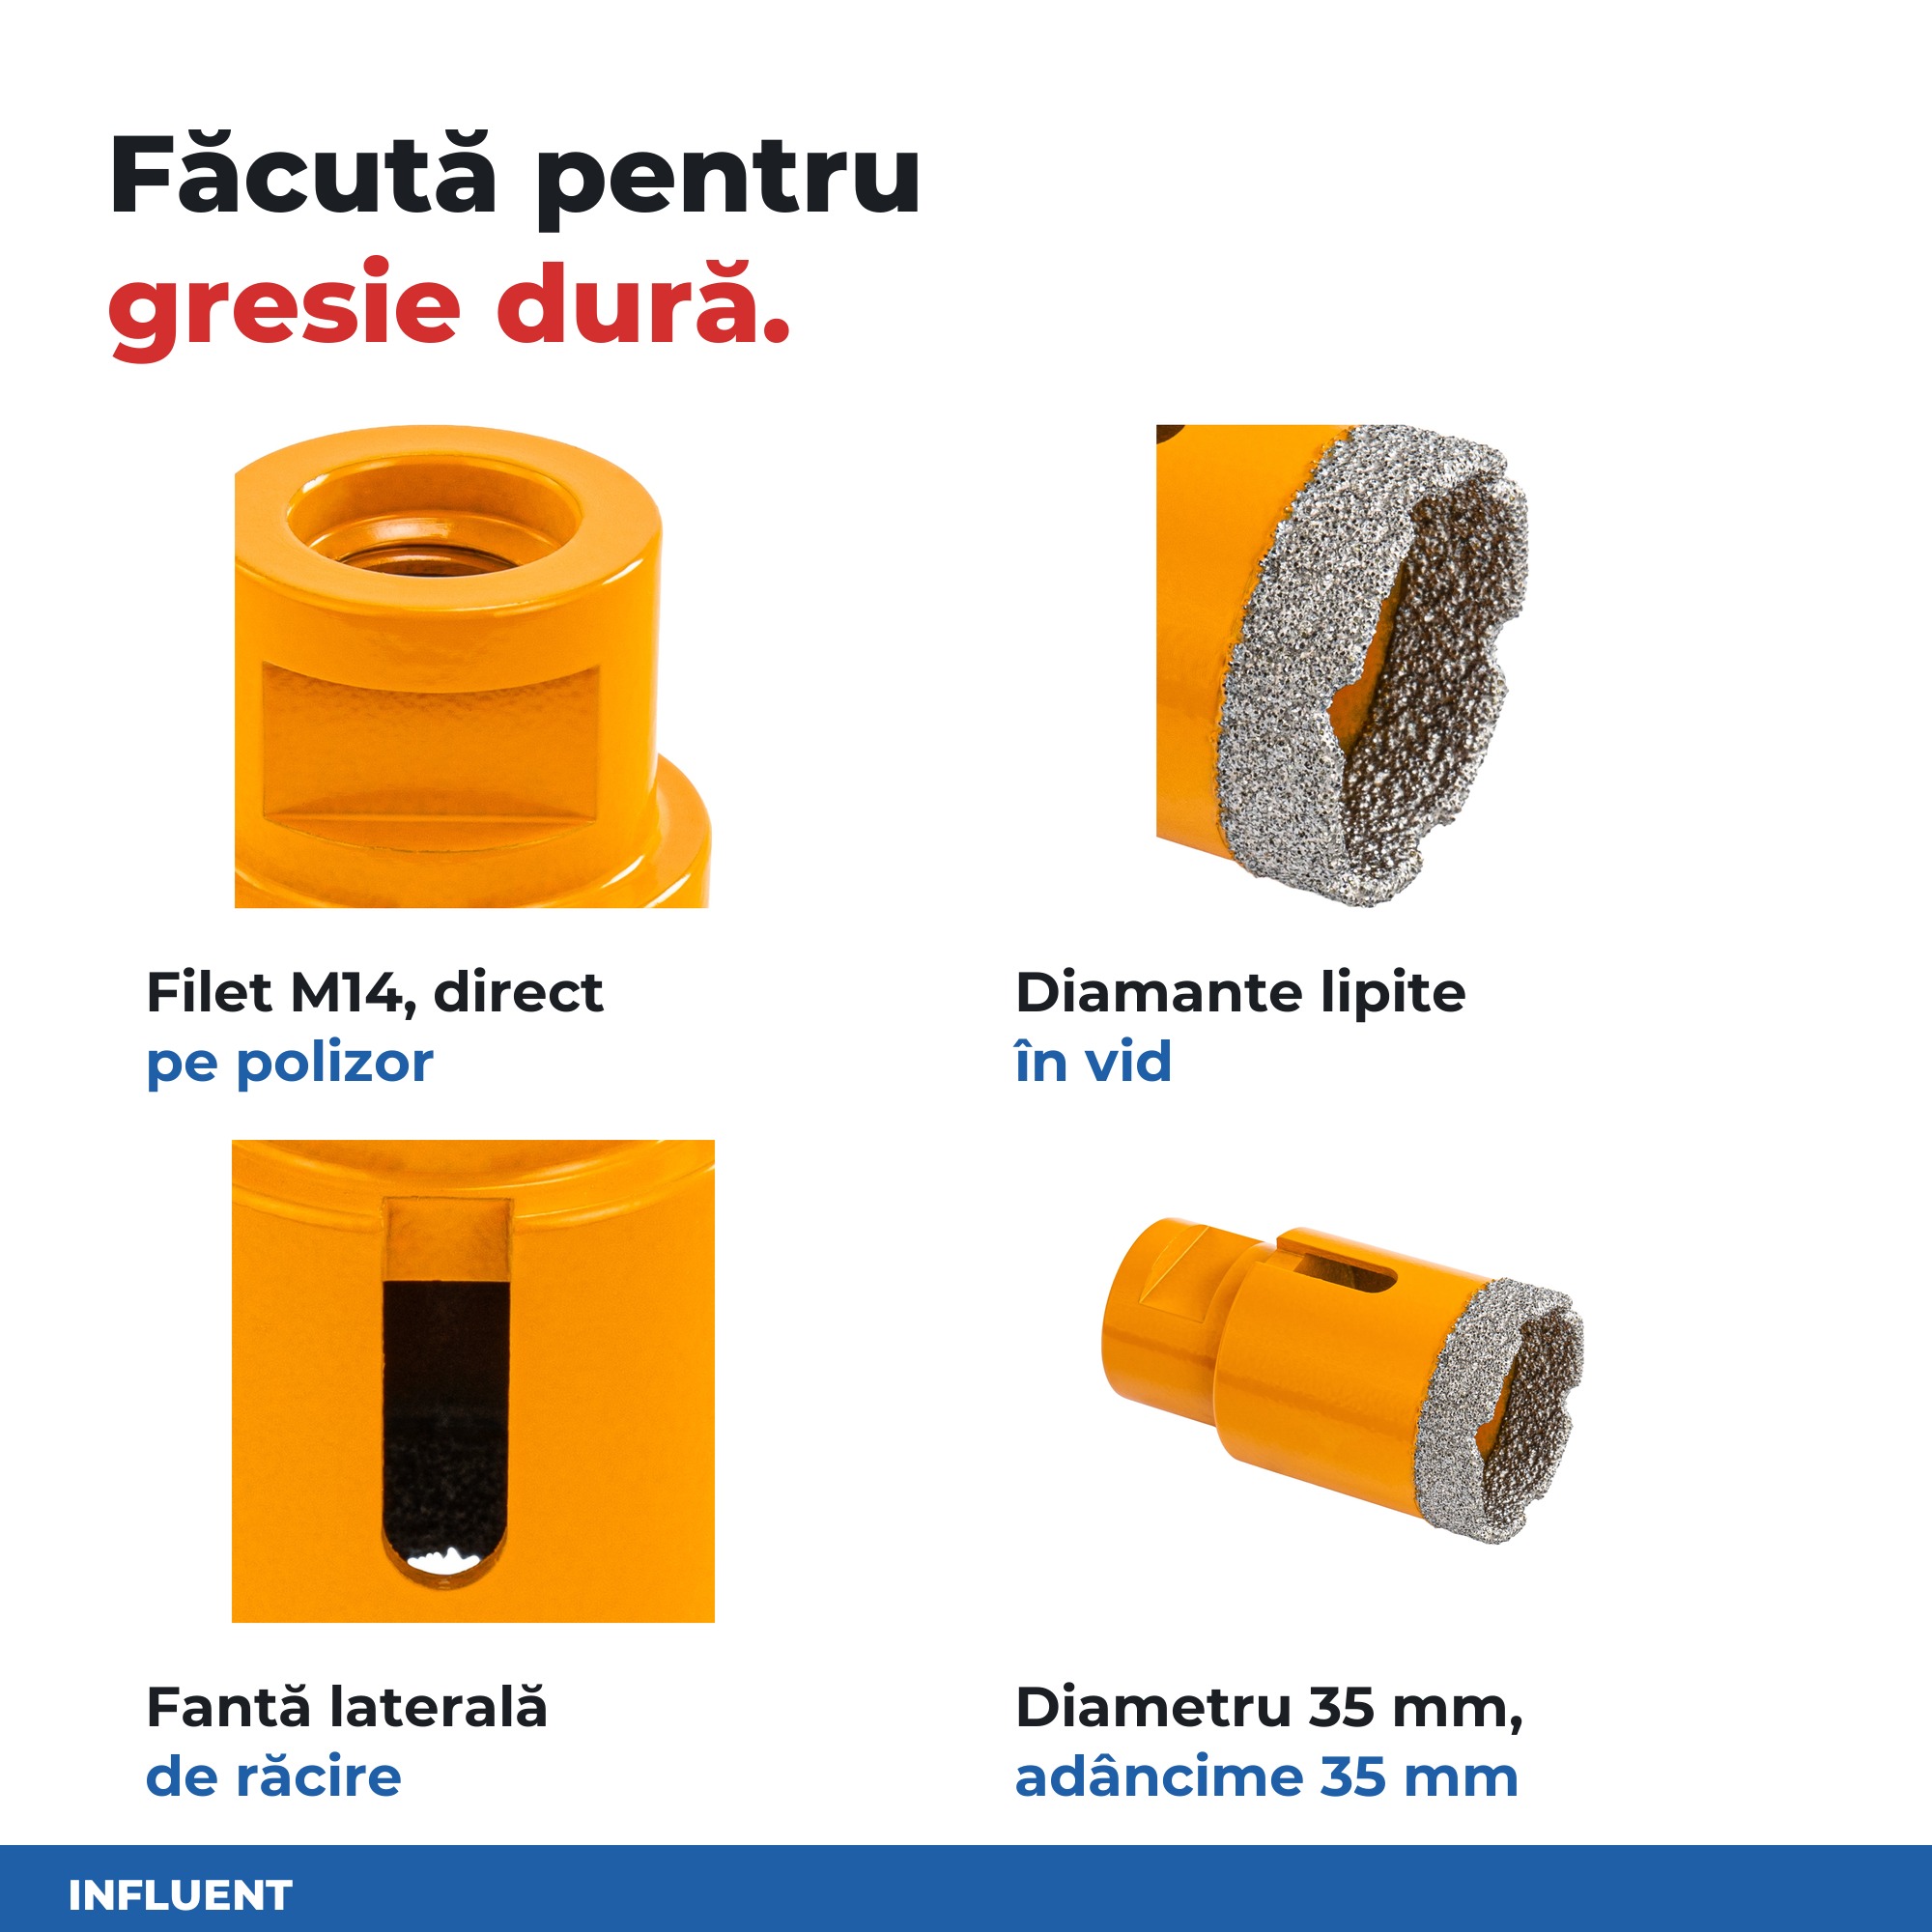 Făcută pentru
gresie dură.
Filet M14, direct
pe polizor
Diamante lipite
în vid
Fantă laterală
de răcire
Diametru 35 mm,
adâncime 35 mm
INFLUENT